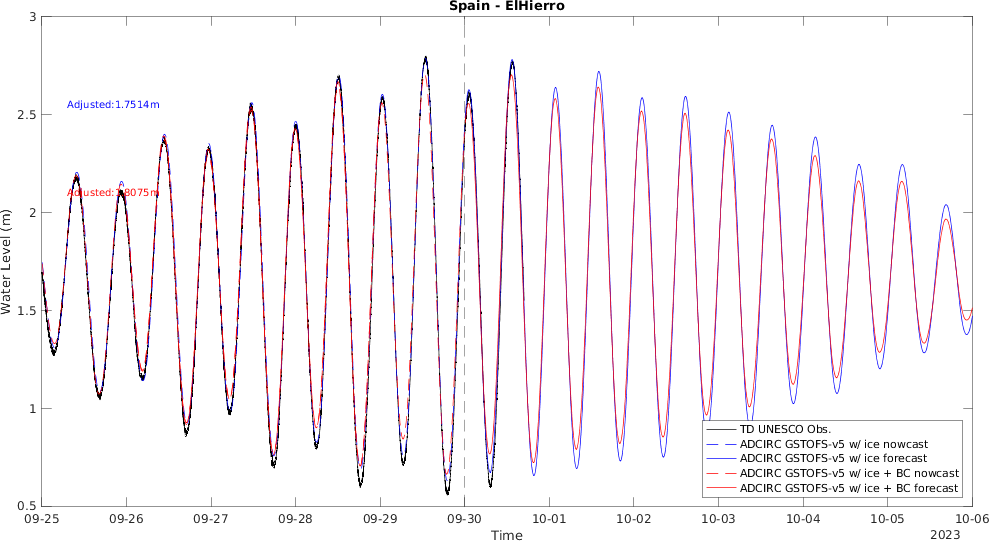 Spain - ElHierro
3
2.5
2
1.5
1
0.5
Water Level (m)
Adjusted:1.7514m
Adjusted:1.8075m
TD UNESCO Obs.
ADCIRC GSTOFS-v5 w/ ice nowcast
ADCIRC GSTOFS-v5 w/ ice forecast
ADCIRC GSTOFS-v5 w/ ice + BC nowcast
ADCIRC GSTOFS-v5 w/ ice + BC forecast
09-25 09-26 09-27 09-28 09-29 09-30 10-01 10-02 10-03 10-04 10-05 10-06
Time
2023